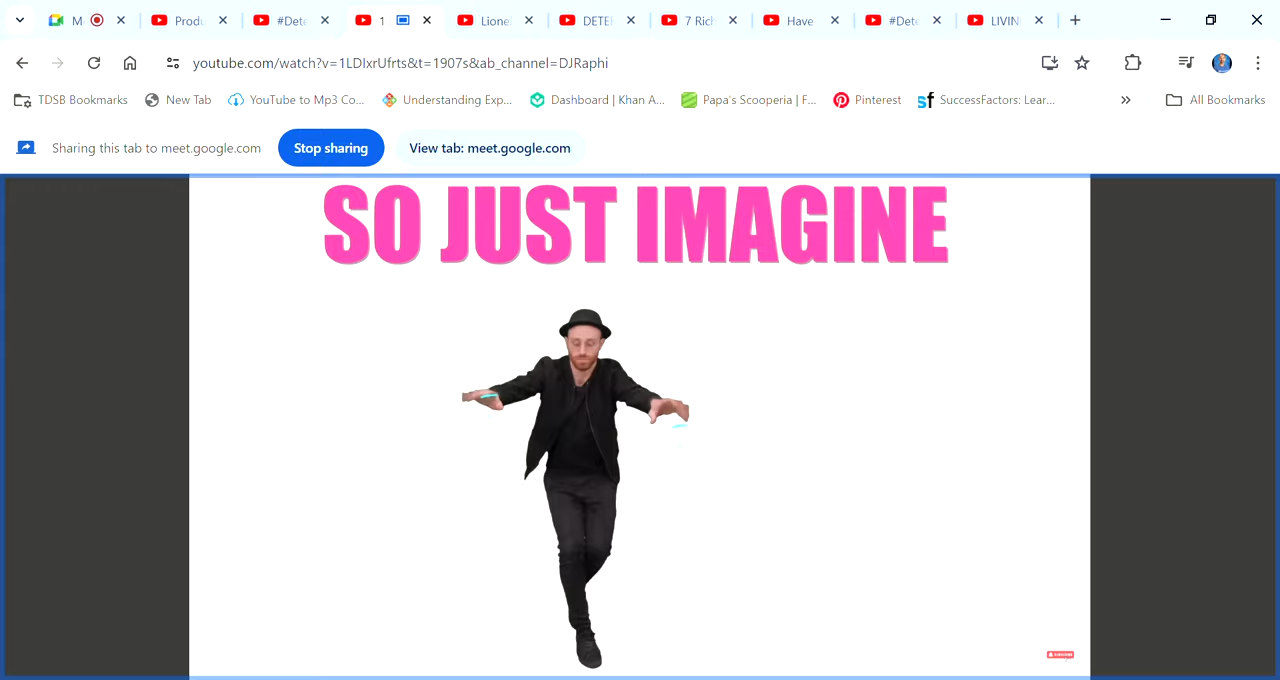 M
Produ
#Dete
1
Lione
DETE
7 Rich
Have
#Dete
LIVIN
youtube.com/watch?v=1LDIxrUfrts&t=1907s&ab_channel=DJRaphi
TDSB Bookmarks
New Tab
YouTube to Mp3 Co...
Understanding Exp...
Dashboard | Khan A...
Papa's Scooperia | F...
Pinterest
sf SuccessFactors: Lear...
All Bookmarks
Sharing this tab to meet.google.com
Stop sharing
View tab: meet.google.com
SO JUST IMAGINE